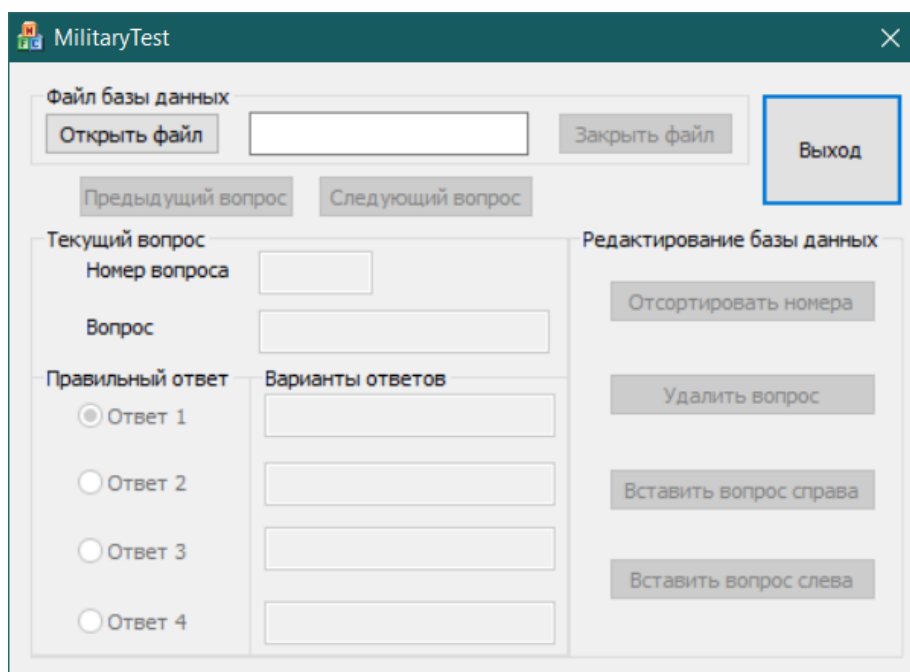 MilitaryTest
Файл базы данных
Открыть файл
Закрыть файл
Выход
Предыдущий вопрос
Следующий вопрос
Текущий вопрос
Номер вопроса
Вопрос
Правильный ответ
Варианты ответов
Ответ 1
Ответ 2
Ответ 3
Ответ 4
Редактирование базы данных
Отсортировать номера
Удалить вопрос
Вставить вопрос справа
Вставить вопрос слева